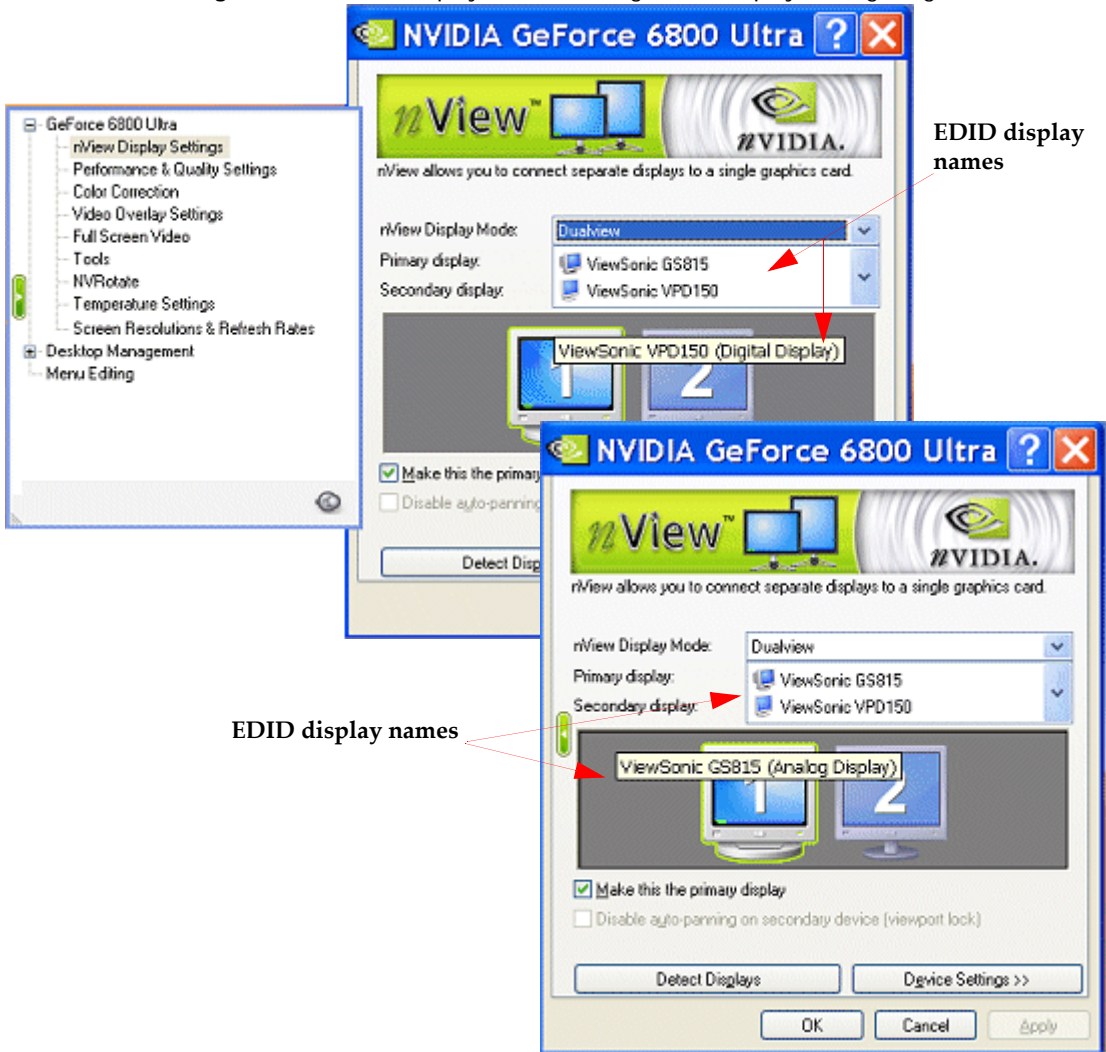 NVIDIA GeForce 6800 Ultra
nView™
NVIDIA.
nView allows you to connect separate displays to a single graphics card.
EDID display
names
GeForce 6800 Ultra
nView Display Settings
Performance & Quality Settings
Color Correction
Video Overlay Settings
Full Screen Video
Tools
NVRotate
Temperature Settings
Screen Resolutions & Refresh Rates
Desktop Management
Menu Editing
nView Display Mode: Dualview
Primary display: ViewSonic GS815
Secondary display: ViewSonic VPD150
ViewSonic VPD150 (Digital Display)
1 2
Make this the primary
Disable auto-panning
Detect Disp
NVIDIA GeForce 6800 Ultra
nView™
NVIDIA.
nView allows you to connect separate displays to a single graphics card.
nView Display Mode: Dualview
Primary display: ViewSonic GS815
Secondary display: ViewSonic VPD150
EDID display names
ViewSonic GS815 (Analog Display)
1 2
Make this the primary display
Disable auto-panning on secondary device (viewport lock)
Detect Displays
Device Settings >>
OK
Cancel
Apply